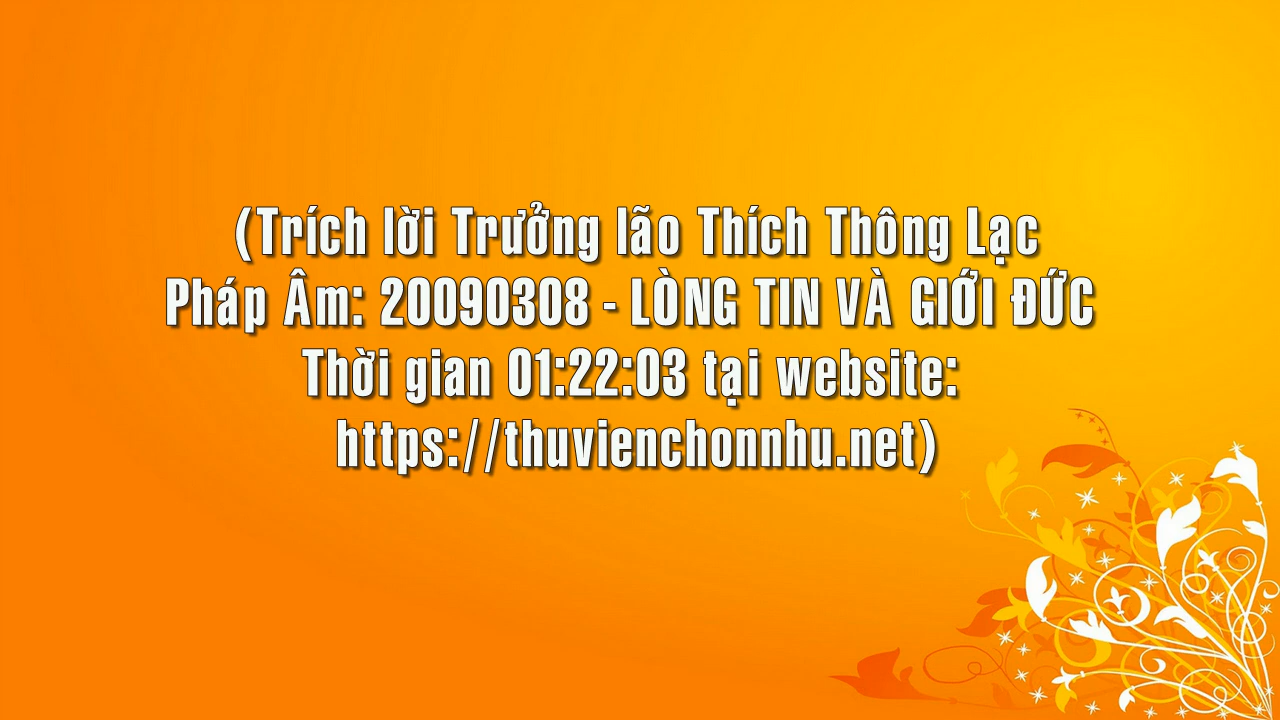 (Trích lời Trưởng lão Thích Thông Lạc
Pháp Âm: 20090308 - LÒNG TIN VÀ GIỚI ĐỨC
Thời gian 01:22:03 tại website:
https://thuvienchonnhu.net)